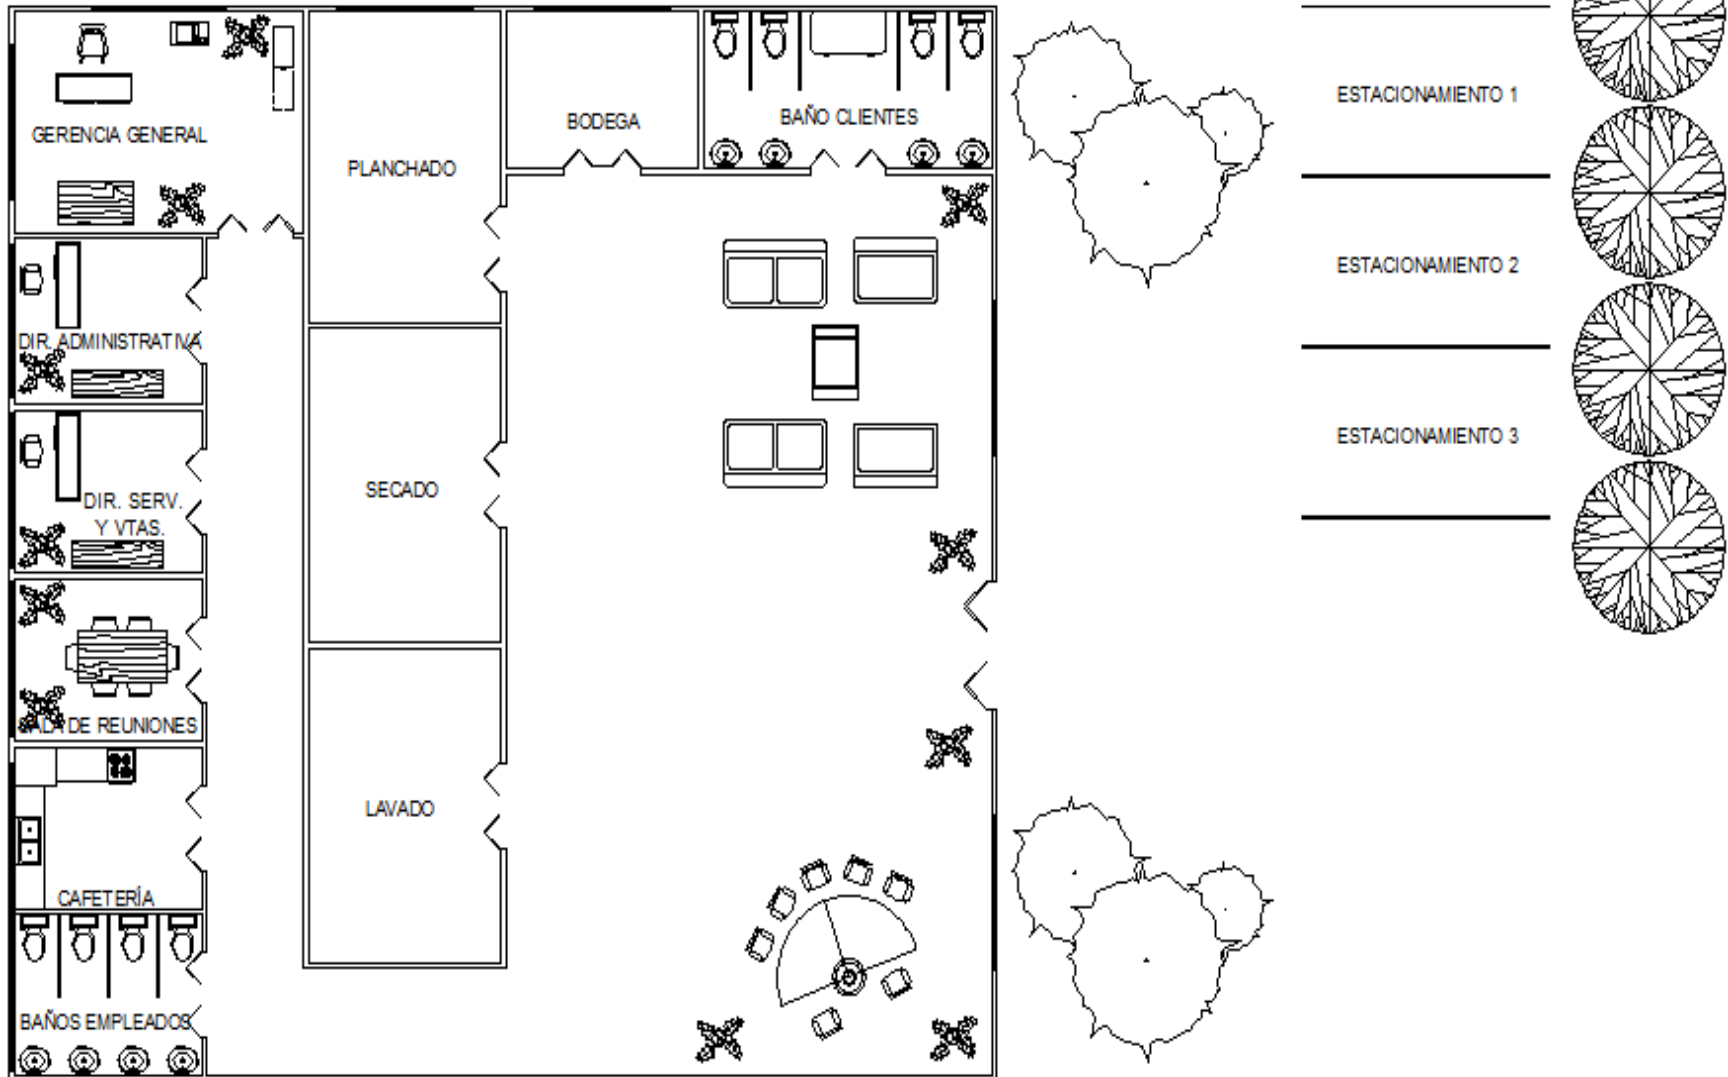 GERENCIA GENERAL
PLANCHADO
BODEGA
BAÑO CLIENTES
ESTACIONAMIENTO 1
ESTACIONAMIENTO 2
ESTACIONAMIENTO 3
DIR. ADMINISTRATIVA
DIR. SERV.
Y VTAS.
SECADO
SALA DE REUNIONES
LAVADO
CAFETERÍA
BAÑOS EMPLEADOS